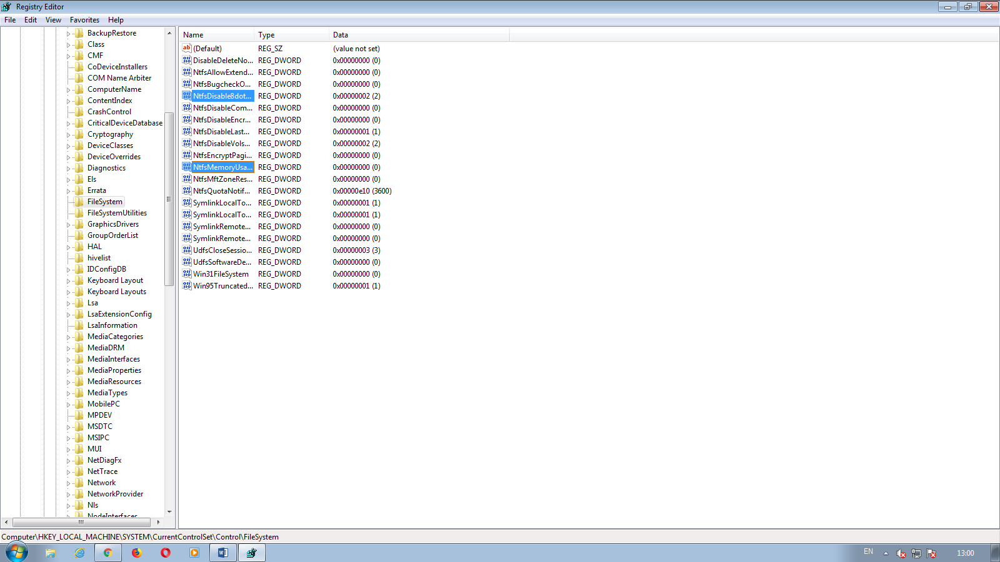 Registry Editor
File Edit View Favorites Help
BackupRestore
Class
CMF
CoDeviceInstallers
COM Name Arbiter
ComputerName
ContentIndex
CrashControl
CriticalDeviceDatabase
Cryptography
DeviceClasses
DeviceOverrides
Diagnostics
Els
Errata
FileSystem
FileSystemUtilities
GraphicsDrivers
GroupOrderList
HAL
hivelist
IDConfigDB
Keyboard Layout
Keyboard Layouts
Lsa
LsaExtensionConfig
LsaInformation
MediaCategories
MediaDRM
MediaInterfaces
MediaProperties
MediaResources
MediaTypes
MobilePC
MPDEV
MSDTC
MSIPC
MUI
NetDiagFx
NetTrace
Network
NetworkProvider
Nls
NodeInterfaces
Name Type Data
(Default) REG_SZ (value not set)
DisableDeleteNo... REG_DWORD 0x00000000 (0)
NtfsAllowExtend... REG_DWORD 0x00000000 (0)
NtfsBugcheckO... REG_DWORD 0x00000000 (0)
NtfsDisable8dot... REG_DWORD 0x00000002 (2)
NtfsDisableCom... REG_DWORD 0x00000000 (0)
NtfsDisableEncr... REG_DWORD 0x00000000 (0)
NtfsDisableLast... REG_DWORD 0x00000001 (1)
NtfsDisableVols... REG_DWORD 0x00000002 (2)
NtfsEncryptPagi... REG_DWORD 0x00000000 (0)
NtfsMemoryUsa... REG_DWORD 0x00000000 (0)
NtfsMftZoneRes... REG_DWORD 0x00000000 (0)
NtfsQuotaNotif... REG_DWORD 0x00000e10 (3600)
SymlinkLocalTo... REG_DWORD 0x00000001 (1)
SymlinkLocalTo... REG_DWORD 0x00000001 (1)
SymlinkRemote... REG_DWORD 0x00000000 (0)
SymlinkRemote... REG_DWORD 0x00000000 (0)
UdfsCloseSessio... REG_DWORD 0x00000003 (3)
UdfsSoftwareDe... REG_DWORD 0x00000000 (0)
Win31FileSystem REG_DWORD 0x00000000 (0)
Win95Truncated... REG_DWORD 0x00000001 (1)
Computer\HKEY_LOCAL_MACHINE\SYSTEM\CurrentControlSet\Control\FileSystem
EN 13:00